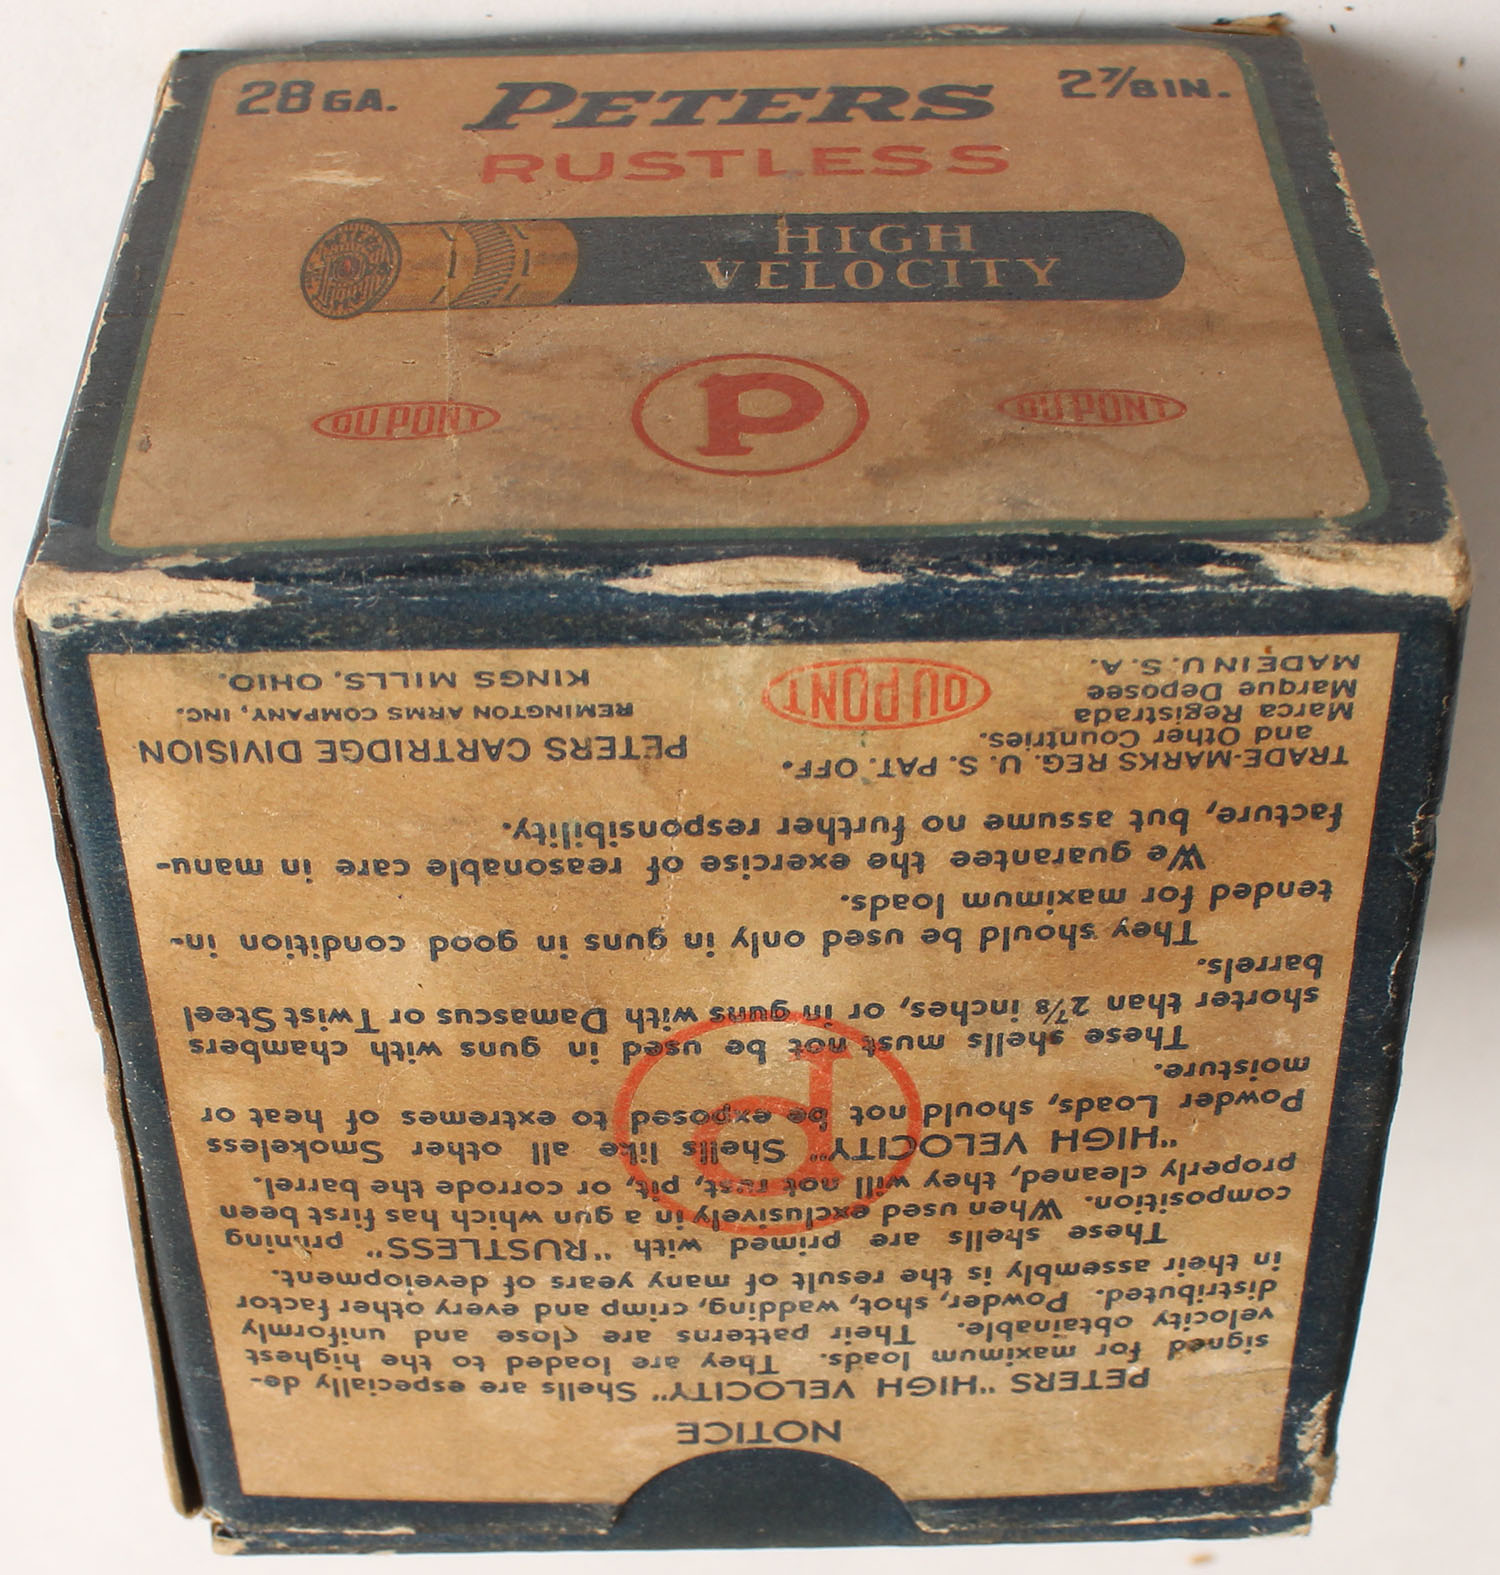 28 GA. PETERS 2 7/8 IN.
RUSTLESS
HIGH
VELOCITY
DU PONT P DU PONT
NOTICE
PETERS "HIGH VELOCITY" Shells are especially de-
signed for maximum loads. They are loaded to the highest
velocity obtainable. Their patterns are close and uniformly
distributed. Powder, shot, wadding, crimp and every other factor
in their assembly is the result of many years of development.
These shells are primed with "RUSTLESS" priming
composition. When used exclusively in a gun which has first been
properly cleaned, they will not rust, pit, or corrode the barrel.
"HIGH VELOCITY" Shells like all other Smokeless
Powder Loads, should not be exposed to extremes of heat or
moisture.
These shells must not be used in guns with chambers
shorter than 2⅞ inches, or in guns with Damascus or Twist Steel
barrels.
They should be used only in guns in good condition in-
tended for maximum loads.
We guarantee the exercise of reasonable care in manu-
facture, but assume no further responsibility.
P
TRADE-MARKS REG. U. S. PAT. OFF.
and Other Countries.
Marca Registrada
Marque Deposee
MADE IN U. S. A.
DU PONT
PETERS CARTRIDGE DIVISION
REMINGTON ARMS COMPANY, INC.
KINGS MILLS, OHIO.